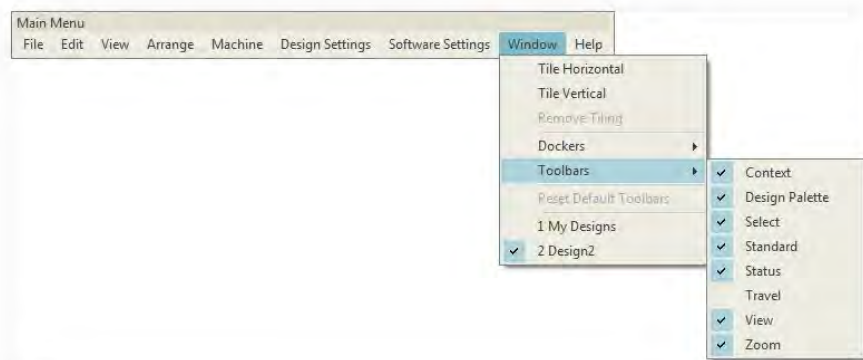 Main Menu
File Edit View Arrange Machine Design Settings Software Settings Window Help
Tile Horizontal
Tile Vertical
Remove Tiling
Dockers
Toolbars
Reset Default Toolbars
1 My Designs
2 Design2
Context
Design Palette
Select
Standard
Status
Travel
View
Zoom